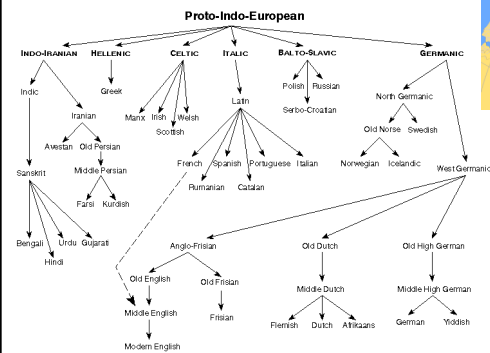 Proto-Indo-European
INDO-IRANIAN HELLENIC CELTIC ITALIC BALTO-SLAVIC GERMANIC
Indic Greek Polish Russian
North Germanic
Iranian Latin Serbo-Croatian
Manx Irish Welsh
Scottish
Old Norse Swedish
Avestan Old Persian
French Spanish Portuguese Italian Norwegian Icelandic
Sanskrit Middle Persian West Germanic
Rumanian Catalan
Farsi Kurdish
Bengali Urdu Gujarati Anglo-Frisian Old Dutch Old High German
Hindi
Old English Old Frisian
Middle Dutch Middle High German
Middle English Frisian
Flemish Dutch Afrikaans German Yiddish
Modern English